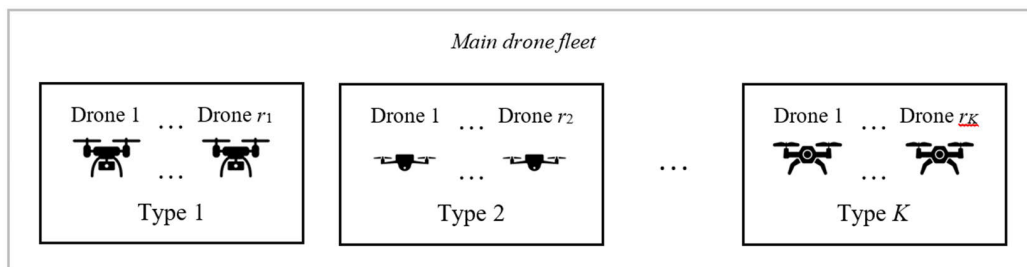 Main drone fleet
Drone 1 ... Drone r1 Drone 1 ... Drone r2 Drone 1 ... Drone rK
... ... ... ...
Type 1 Type 2 Type K